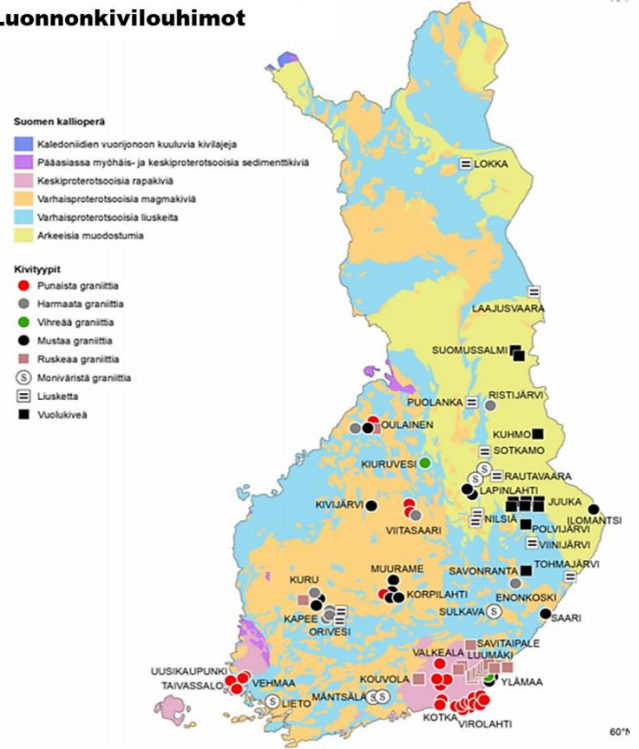 Luonnonkivilouhimot
Suomen kallioperä
Kaledoniidien vuorijonoon kuuluvia kivilajeja
Pääasiassa myöhäis- ja keskiproterotsooisia sedimenttikiviä
Keskiproterotsooisia rapakiviä
Varhaisproterotsooisia magmakiviä
Varhaisproterotsooisia liuskeita
Arkeeisia muodostumia
Kivityypit
Punaista graniittia
Harmaata graniittia
Vihreää graniittia
Mustaa graniittia
Ruskeaa graniittia
S Moniväristä graniittia
Liusketta
Vuolukiveä
LOKKA
LAAJUSVAARA
SUOMUSSALMI
PUOLANKA
RISTIJÄRVI
OULAINEN
KUHMO
SOTKAMO
KIURUVESI
S
RAUTAVAARA
S
LAPINLAHTI
KIVIJÄRVI
JUUKA
ILOMANTSI
VIITASAARI
NILSIÄ
POLVIJÄRVI
VIINIJÄRVI
TOHMAJÄRVI
SAVONRANTA
MUURAME
KURU
ENONKOSKI
KORPILAHTI
SULKAVA S
KAPEE
SAARI
ORIVESI
SAVITAIPALE
VALKEALA
LUUMÄKI
UUSIKAUPUNKI
KOUVOLA
YLÄMAA
TAIVASSALO
VEHMAA
MÄNTSÄLÄ S S
S LIETO
KOTKA
VIROLAHTI
60°N